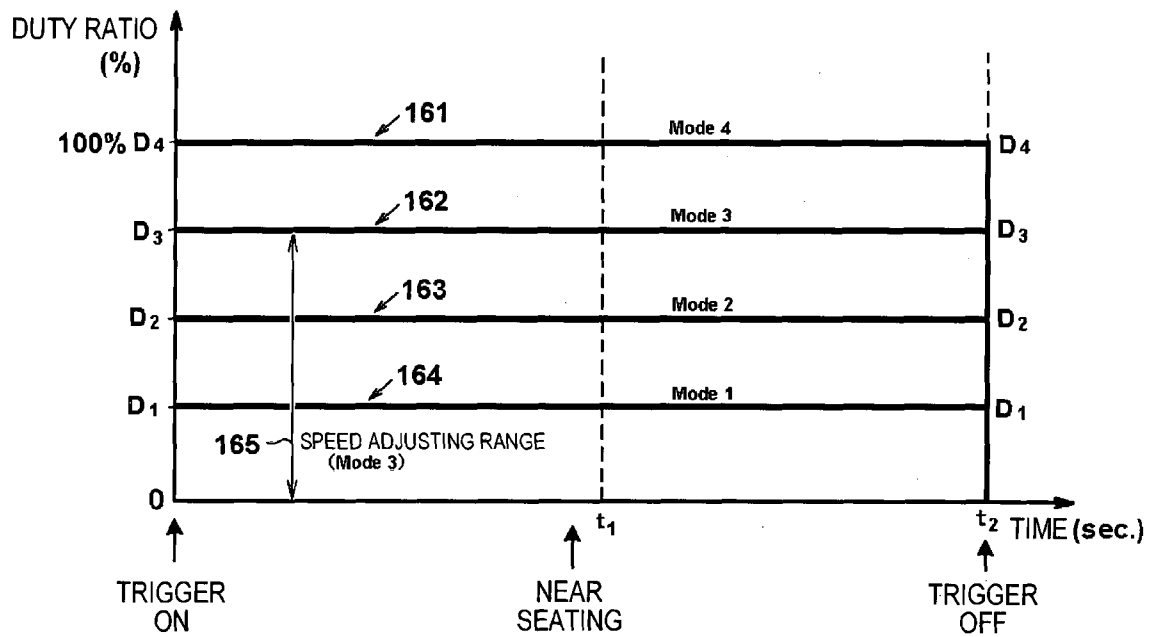 DUTY RATIO
(%)
161
100% D4 Mode 4 D4
162
D3 Mode 3 D3
163
D2 Mode 2 D2
164
D1 Mode 1 D1
165 SPEED ADJUSTING RANGE
(Mode 3)
0
t1 t2 TIME (sec.)
TRIGGER
ON
NEAR
SEATING
TRIGGER
OFF